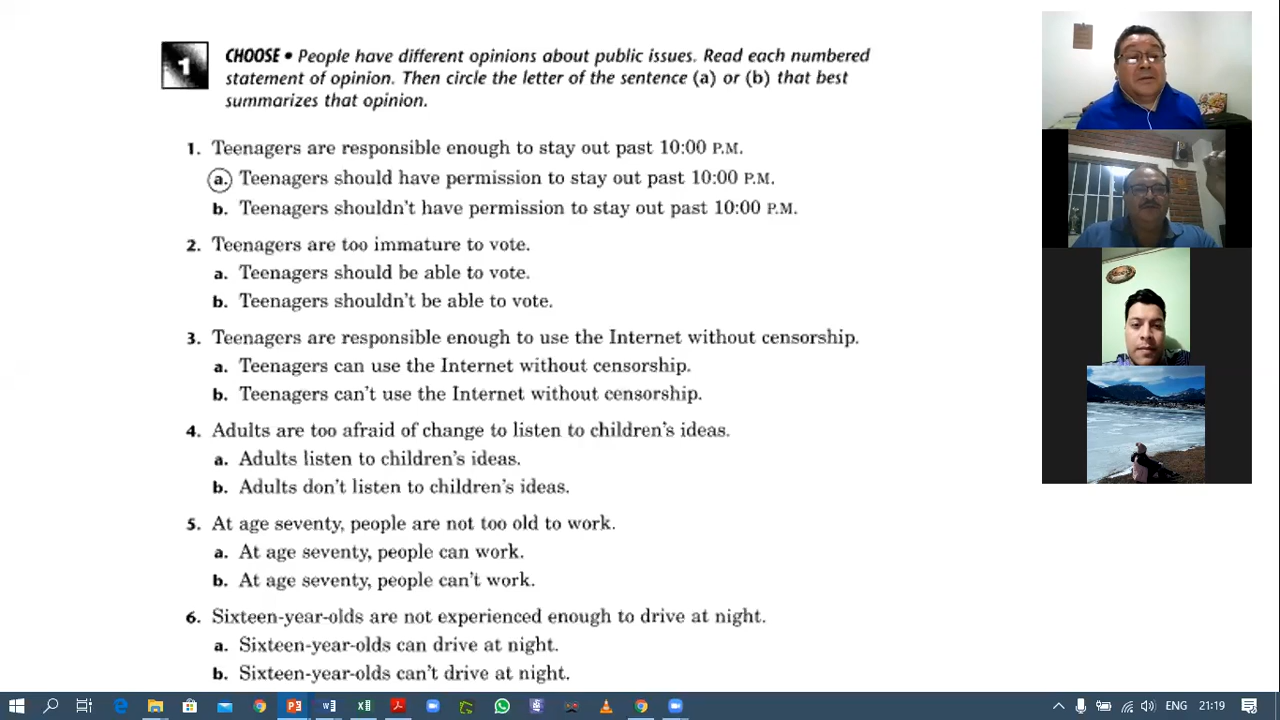 1
CHOOSE • People have different opinions about public issues. Read each numbered
statement of opinion. Then circle the letter of the sentence (a) or (b) that best
summarizes that opinion.
1. Teenagers are responsible enough to stay out past 10:00 P.M.
a. Teenagers should have permission to stay out past 10:00 P.M.
b. Teenagers shouldn't have permission to stay out past 10:00 P.M.
2. Teenagers are too immature to vote.
a. Teenagers should be able to vote.
b. Teenagers shouldn't be able to vote.
3. Teenagers are responsible enough to use the Internet without censorship.
a. Teenagers can use the Internet without censorship.
b. Teenagers can't use the Internet without censorship.
4. Adults are too afraid of change to listen to children's ideas.
a. Adults listen to children's ideas.
b. Adults don't listen to children's ideas.
5. At age seventy, people are not too old to work.
a. At age seventy, people can work.
b. At age seventy, people can't work.
6. Sixteen-year-olds are not experienced enough to drive at night.
a. Sixteen-year-olds can drive at night.
b. Sixteen-year-olds can't drive at night.
ENG 21:19